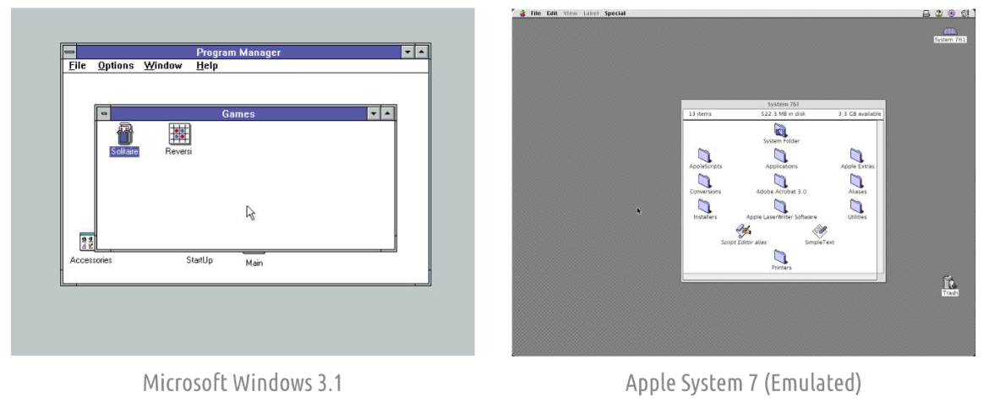 Program Manager
File Options Window Help
Games
Solitaire Reversi
Accessories StartUp Main
Microsoft Windows 3.1
File Edit View Label Special
System 761
System 761
13 items 522.3 MB in disk 3.3 GB available
System Folder
AppleScripts Applications Apple Extras
Conversions Adobe Acrobat 3.0 Aliases
Installers Apple LaserWriter Software Utilities
Script Editor alias SimpleText
Printers
Trash
Apple System 7 (Emulated)